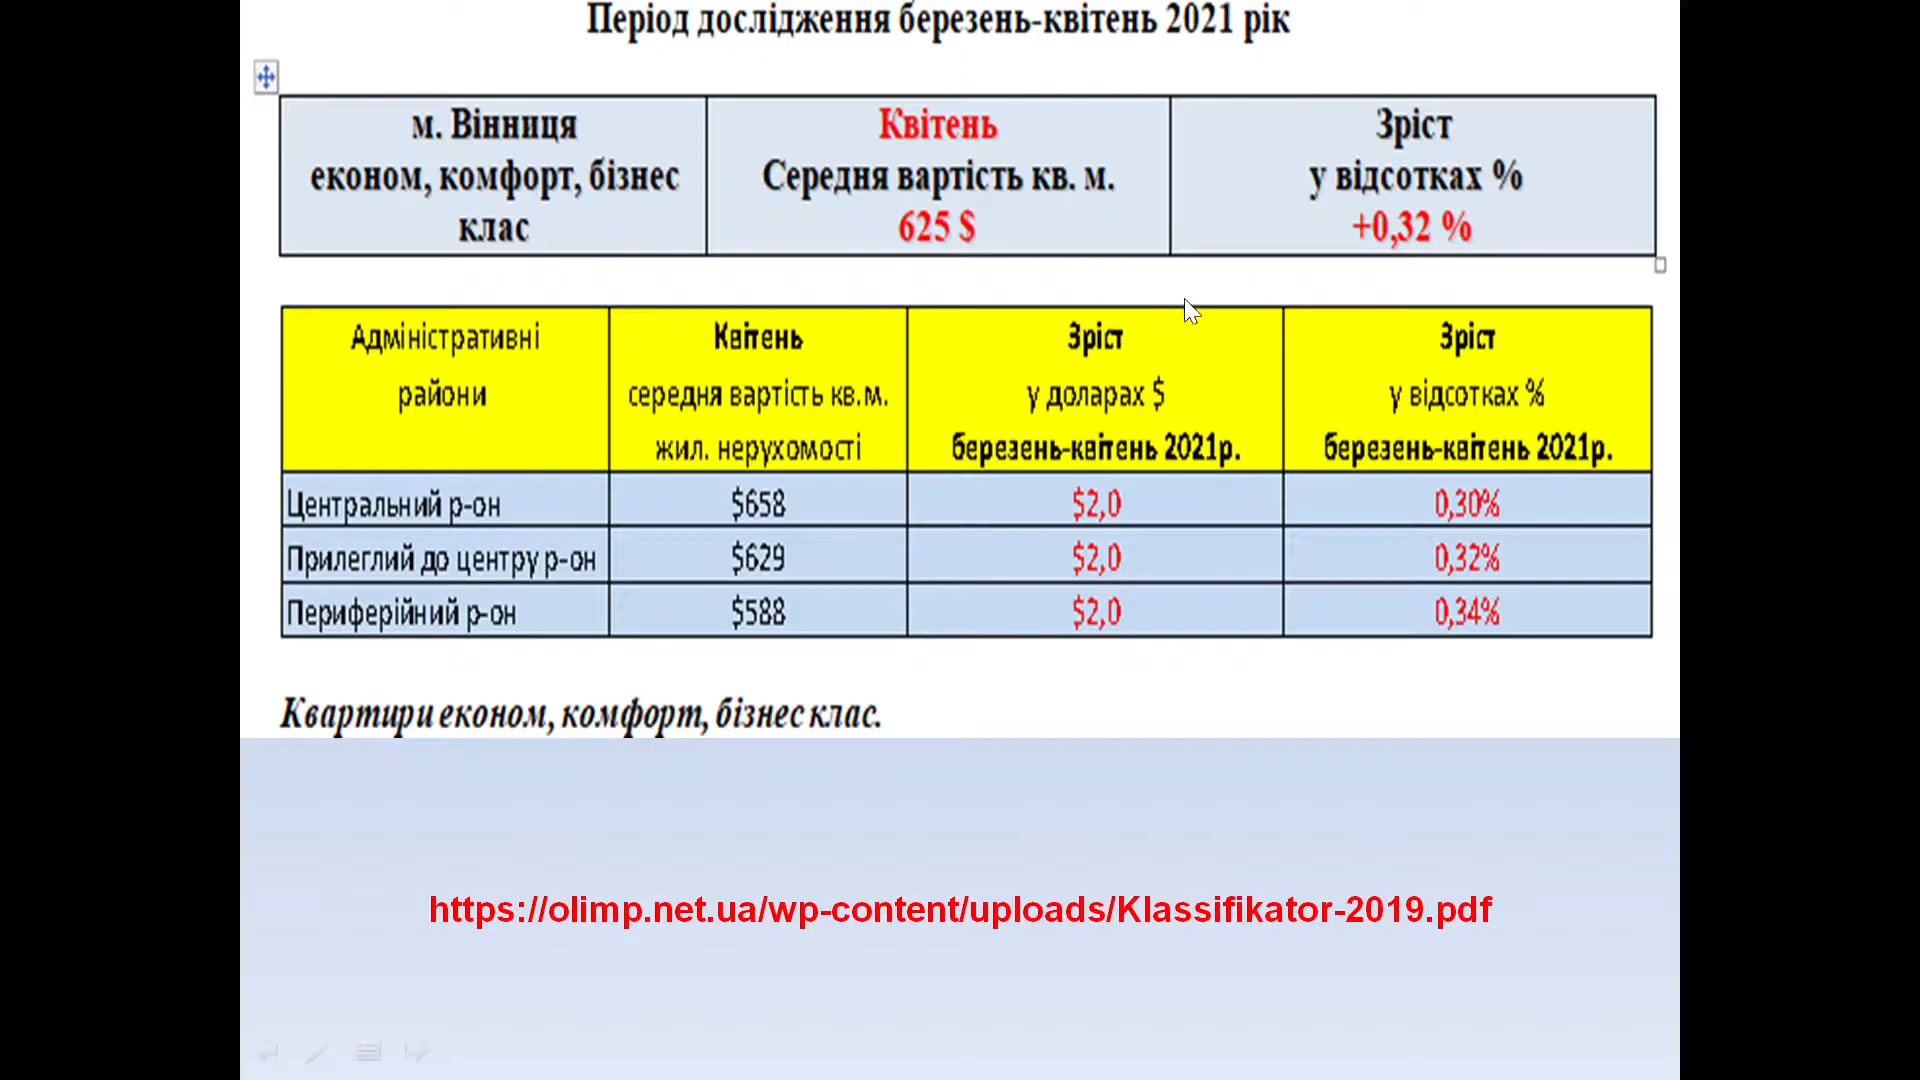 Період дослідження березень-квітень 2021 рік
м. Вінниця
економ, комфорт, бізнес
клас
Квітень
Середня вартість кв. м.
625 $
Зріст
у відсотках %
+0,32 %
Адміністративні
райони
Квітень
середня вартість кв.м.
жил. нерухомості
Зріст
у доларах $
березень-квітень 2021р.
Зріст
у відсотках %
березень-квітень 2021р.
Центральний р-он $658 $2,0 0,30%
Прилеглий до центру р-он $629 $2,0 0,32%
Периферійний р-он $588 $2,0 0,34%
Квартири економ, комфорт, бізнес клас.
https://olimp.net.ua/wp-content/uploads/Klassifikator-2019.pdf